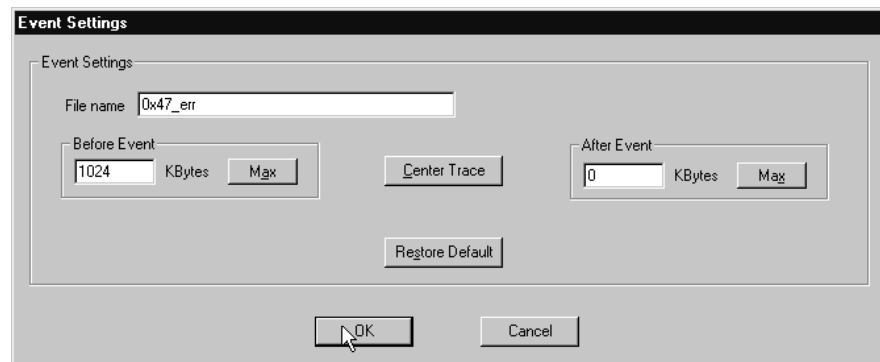 Event Settings
Event Settings
File name 0x47_err
Before Event
1024 KBytes Max
Center Trace
After Event
0 KBytes Max
Restore Default
OK Cancel